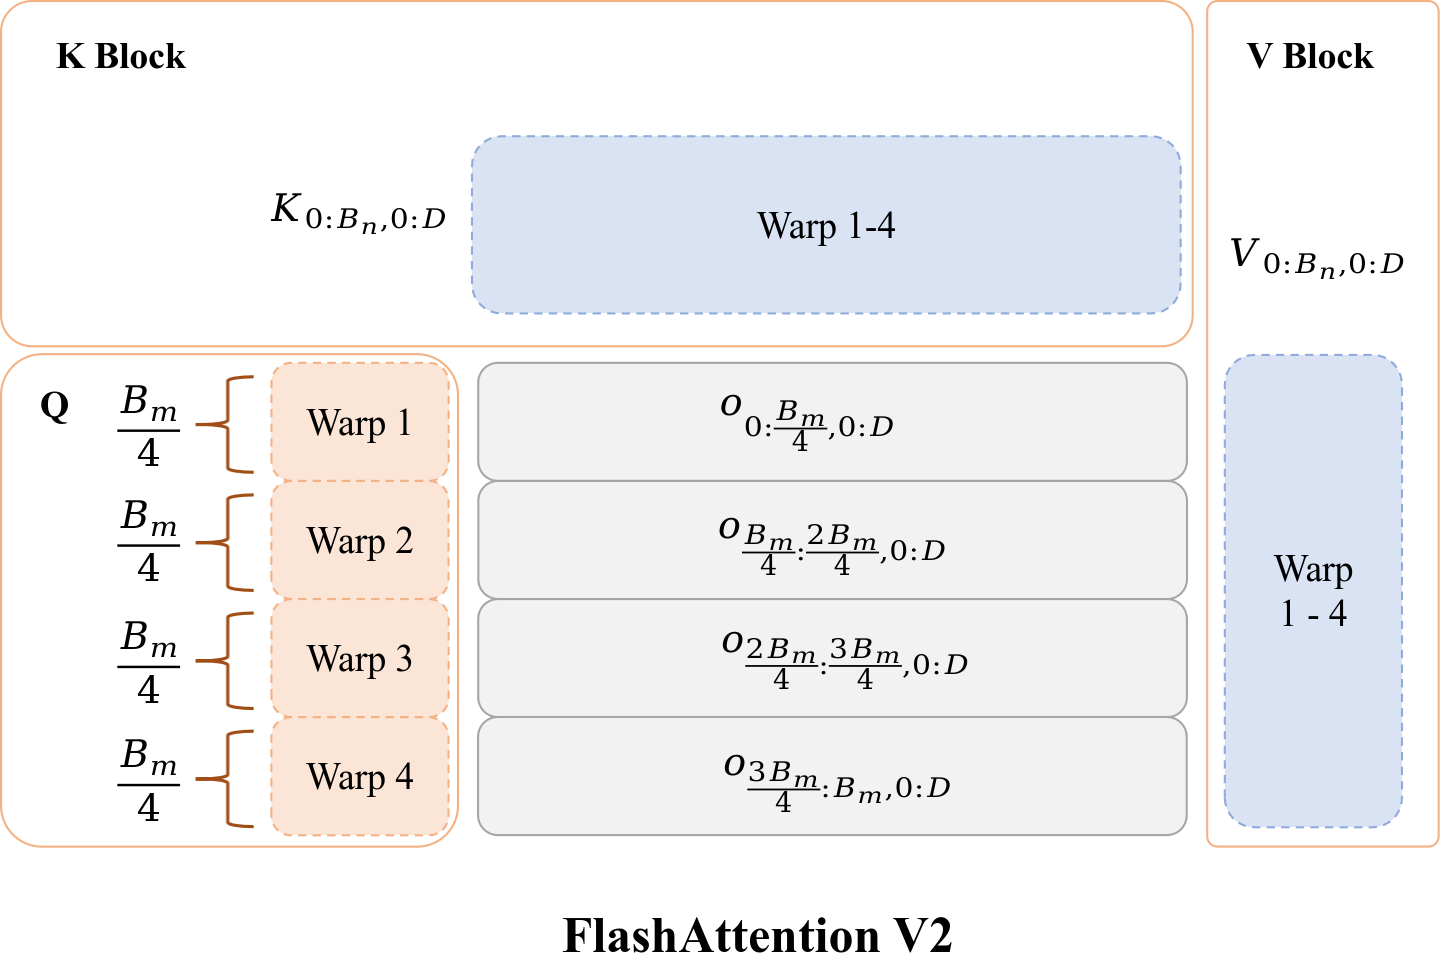 K Block
V Block
K_{0:B_n,0:D}
Warp 1-4
V_{0:B_n,0:D}
Q
\frac{B_m}{4}
Warp 1
o_{0:\frac{B_m}{4},0:D}
\frac{B_m}{4}
Warp 2
o_{\frac{B_m}{4}:\frac{2B_m}{4},0:D}
\frac{B_m}{4}
Warp 3
o_{\frac{2B_m}{4}:\frac{3B_m}{4},0:D}
\frac{B_m}{4}
Warp 4
o_{\frac{3B_m}{4}:B_m,0:D}
Warp
1 - 4
FlashAttention V2